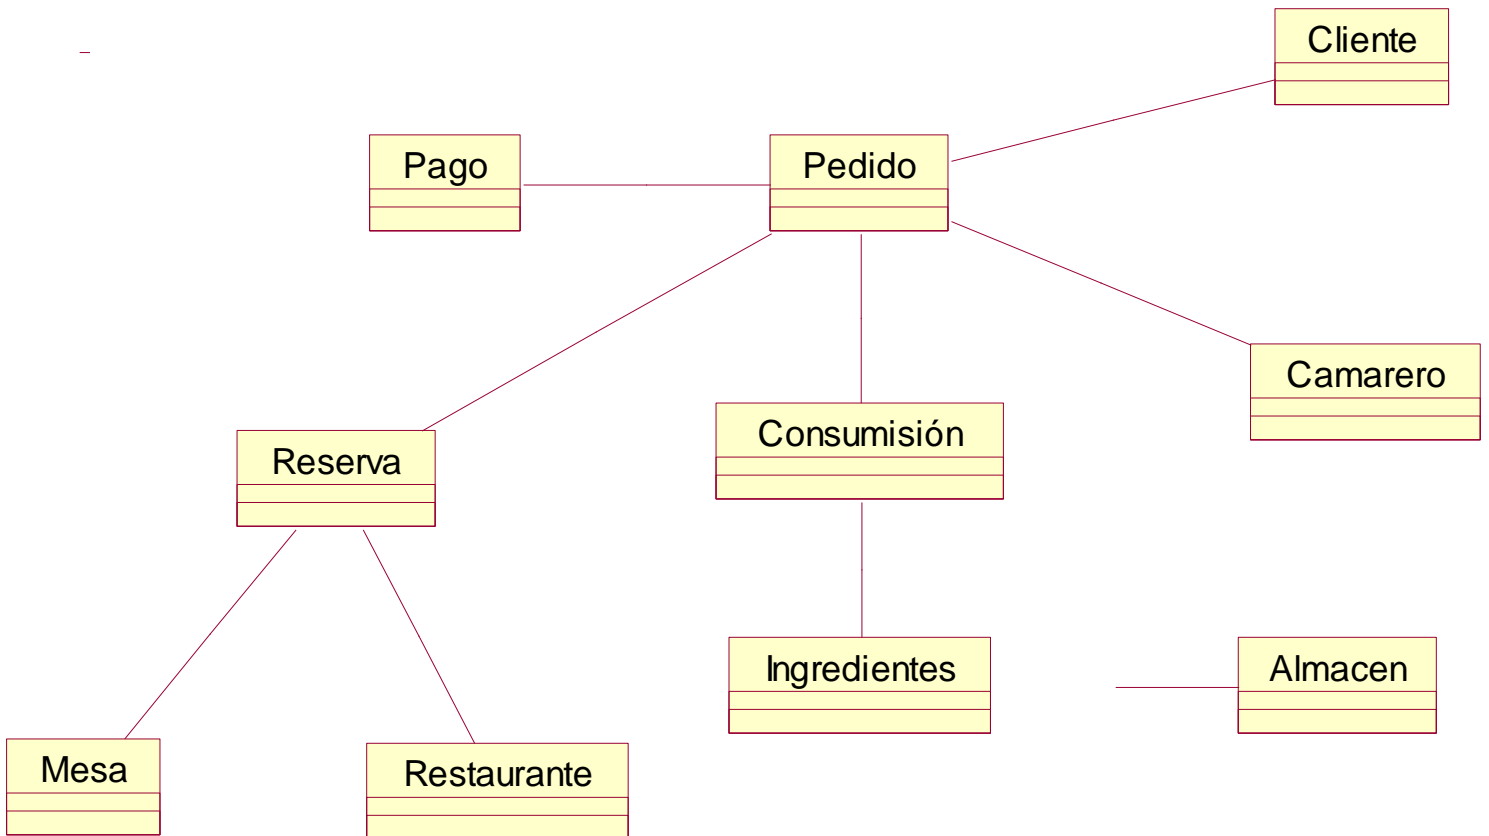 Cliente
Pago
Pedido
Camarero
Consumisión
Reserva
Ingredientes
Almacen
Mesa
Restaurante